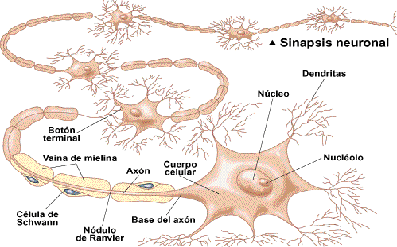 ▲ Sinapsis neuronal
Dendritas
Núcleo
Nucléolo
Botón
terminal
Vaina de mielina
Cuerpo
celular
Axón
Célula de
Schwann
Nódulo
de Ranvier
Base del axón